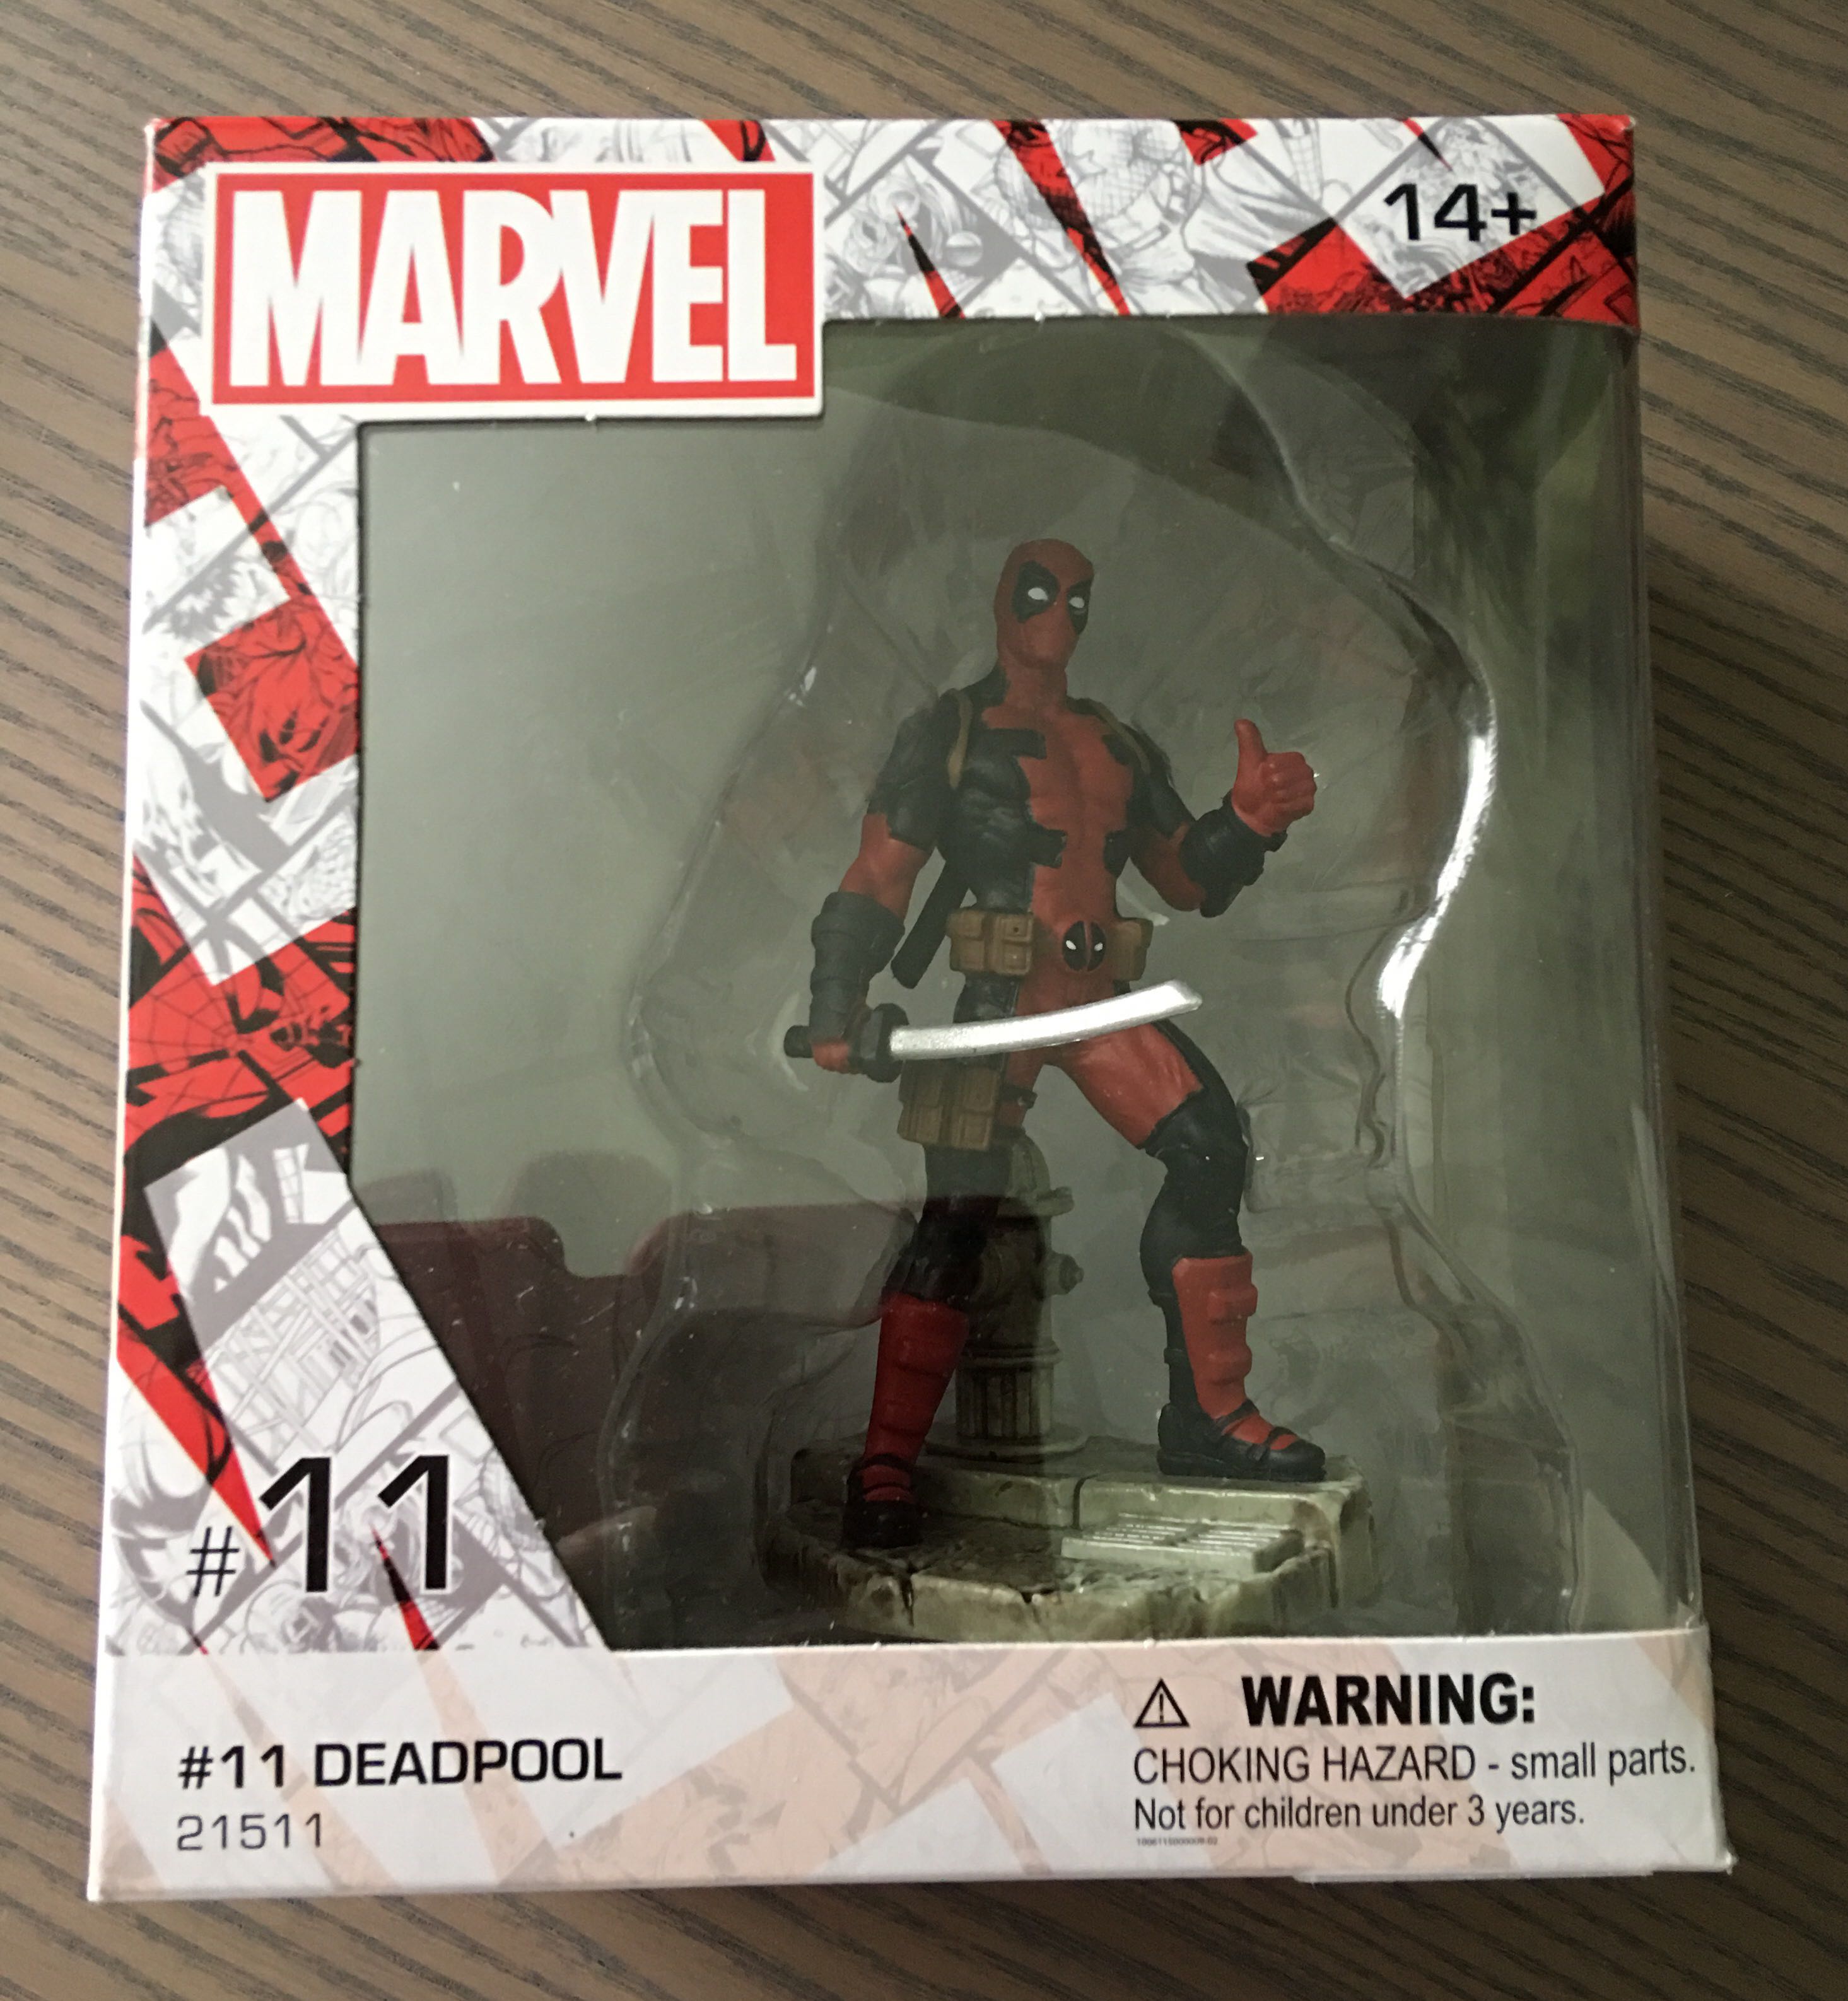 MARVEL
14+
#11
#11 DEADPOOL
21511
WARNING:
CHOKING HAZARD - small parts.
Not for children under 3 years.